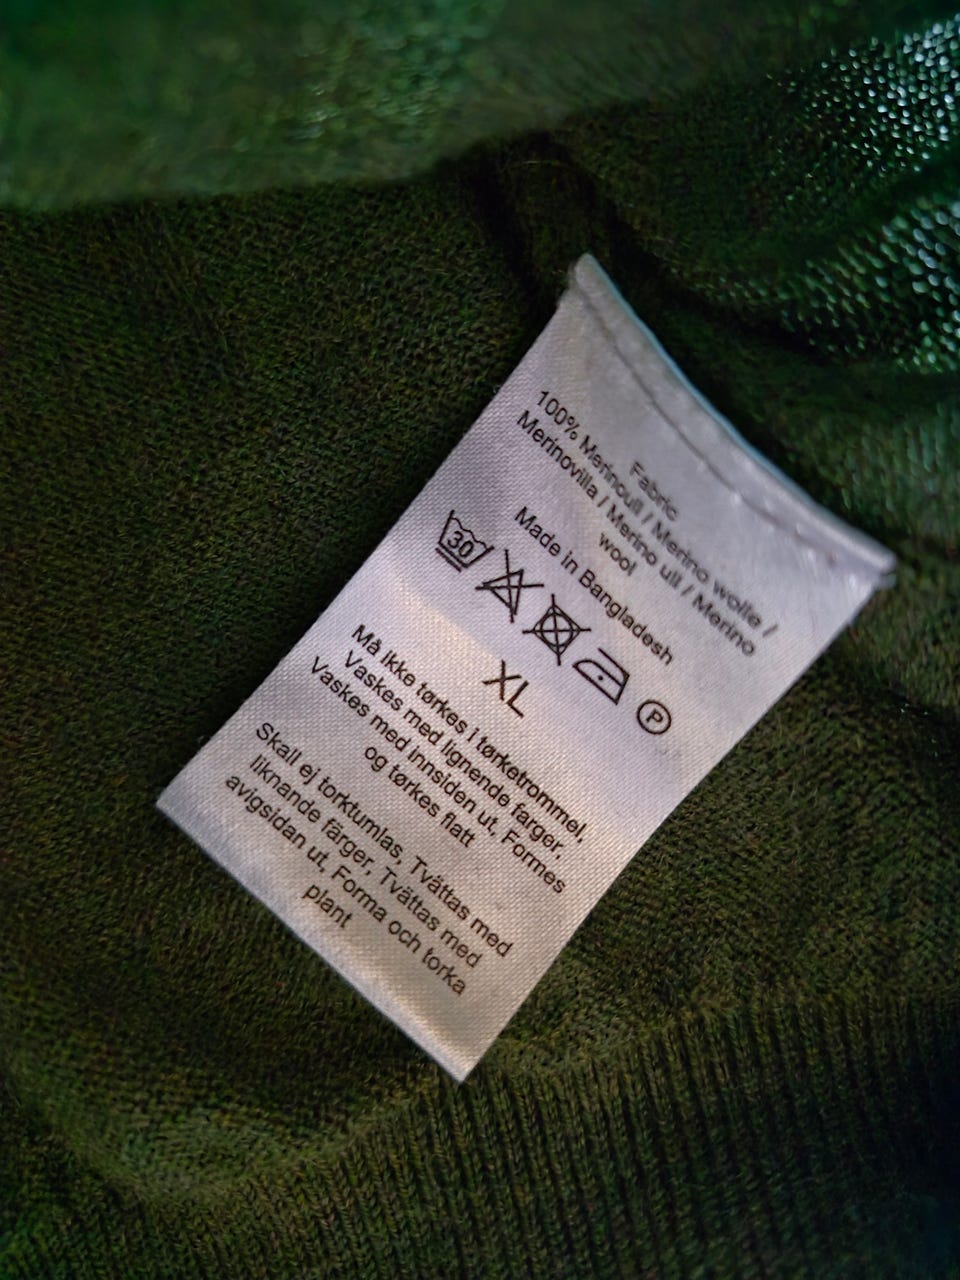 Fabric
100% Merinoull / Merino wolle /
Merinovilla / Merino ull / Merino
wool
Made in Bangladesh
30 P
XL
Må ikke tørkes i tørketrommel,
Vaskes med lignende farger,
Vaskes med innsiden ut, Formes
og tørkes flatt
Skall ej torktumlas, Tvättas med
liknande färger, Tvättas med
avigsidan ut, Forma och torka
plant